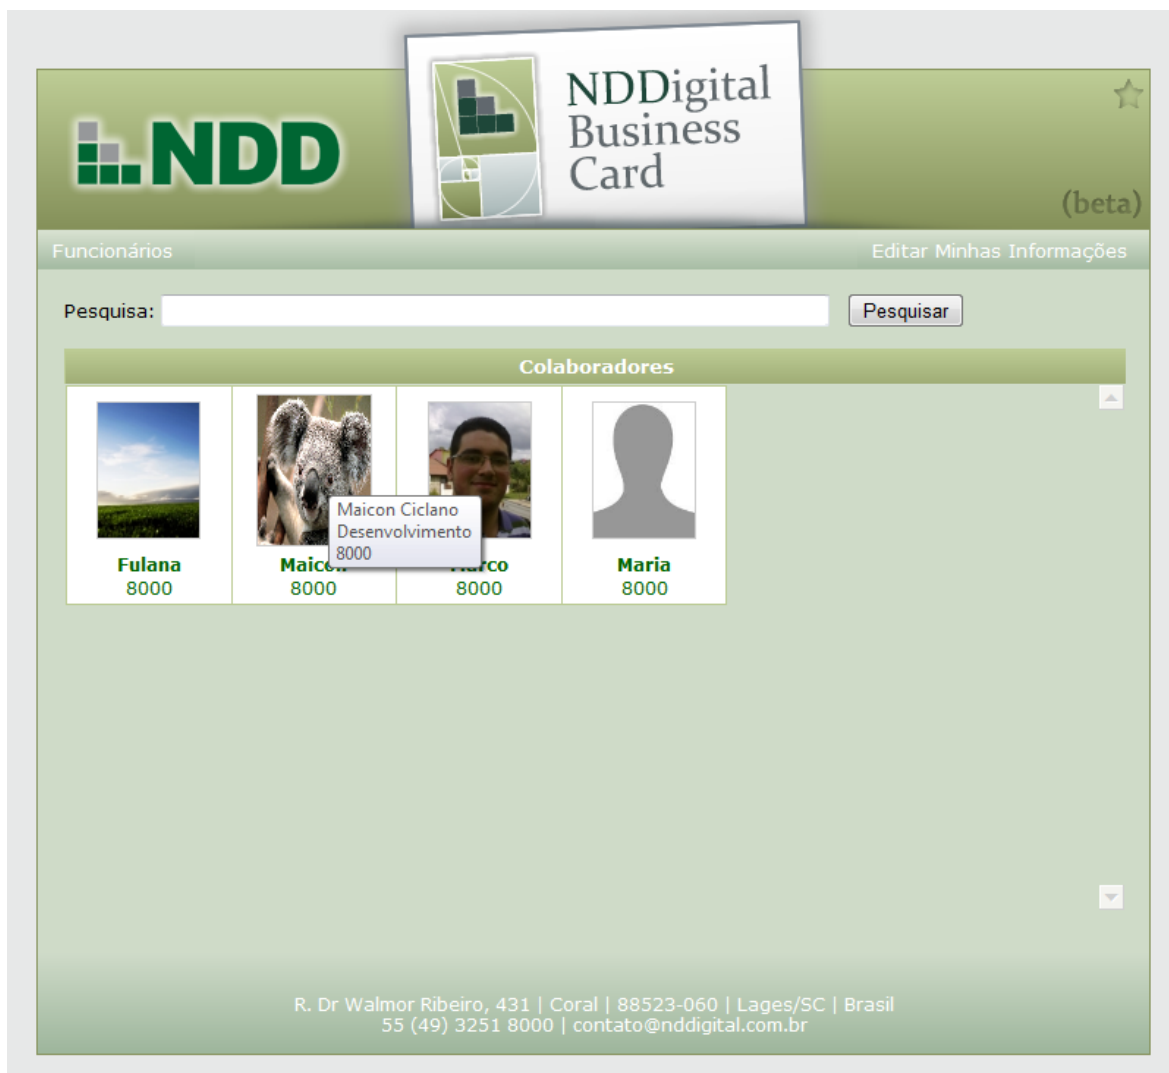 NDD
NDDigital
Business
Card
(beta)
Funcionários
Editar Minhas Informações
Pesquisa:
Pesquisar
Colaboradores
Maicon Ciclano
Desenvolvimento
8000
Fulana
8000
8000
8000
Maria
8000
R. Dr Walmor Ribeiro, 431 | Coral | 88523-060 | Lages/SC | Brasil
55 (49) 3251 8000 | contato@nddigital.com.br